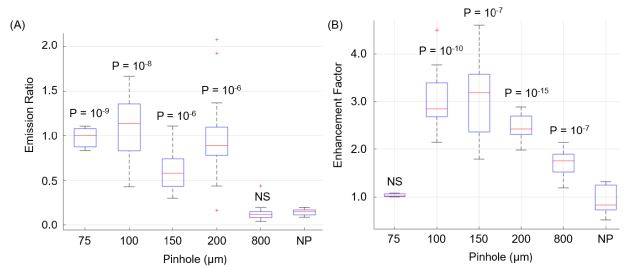 (A)
Emission Ratio
2.0
1.5
1.0
0.5
0.0
P = 10⁻⁹
P = 10⁻⁸
P = 10⁻⁶
P = 10⁻⁶
NS
75 100 150 200 800 NP
Pinhole (µm)
(B)
Enhancement Factor
4.0
3.0
2.0
1.0
NS
P = 10⁻¹⁰
P = 10⁻⁷
P = 10⁻¹⁵
P = 10⁻⁷
75 100 150 200 800 NP
Pinhole (µm)